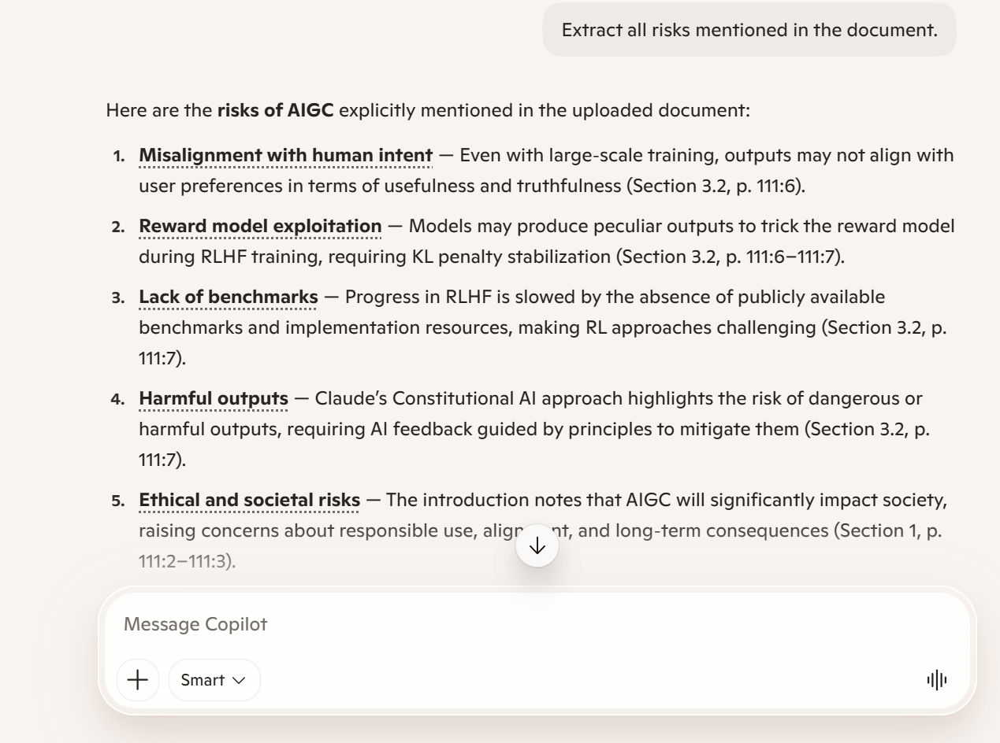 Extract all risks mentioned in the document.
Here are the risks of AIGC explicitly mentioned in the uploaded document:
1. Misalignment with human intent — Even with large-scale training, outputs may not align with
user preferences in terms of usefulness and truthfulness (Section 3.2, p. 111:6).
2. Reward model exploitation — Models may produce peculiar outputs to trick the reward model
during RLHF training, requiring KL penalty stabilization (Section 3.2, p. 111:6–111:7).
3. Lack of benchmarks — Progress in RLHF is slowed by the absence of publicly available
benchmarks and implementation resources, making RL approaches challenging (Section 3.2, p.
111:7).
4. Harmful outputs — Claude’s Constitutional AI approach highlights the risk of dangerous or
harmful outputs, requiring AI feedback guided by principles to mitigate them (Section 3.2, p.
111:7).
5. Ethical and societal risks — The introduction notes that AIGC will significantly impact society,
raising concerns about responsible use, and long-term consequences (Section 1, p.
111:2–111:3).
Message Copilot
Smart